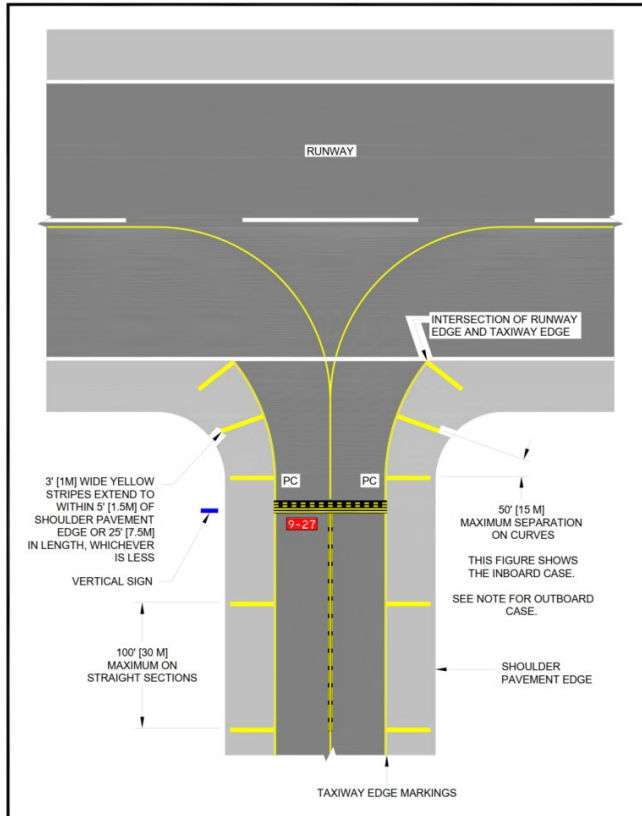 RUNWAY
INTERSECTION OF RUNWAY
EDGE AND TAXIWAY EDGE
3' [1M] WIDE YELLOW
STRIPES EXTEND TO
WITHIN 5' [1.5M] OF
SHOULDER PAVEMENT
EDGE OR 25' [7.5M]
IN LENGTH, WHICHEVER
IS LESS
PC
PC
9-27
VERTICAL SIGN
50' [15 M]
MAXIMUM SEPARATION
ON CURVES
THIS FIGURE SHOWS
THE INBOARD CASE.
SEE NOTE FOR OUTBOARD
CASE.
100' [30 M]
MAXIMUM ON
STRAIGHT SECTIONS
SHOULDER
PAVEMENT EDGE
TAXIWAY EDGE MARKINGS